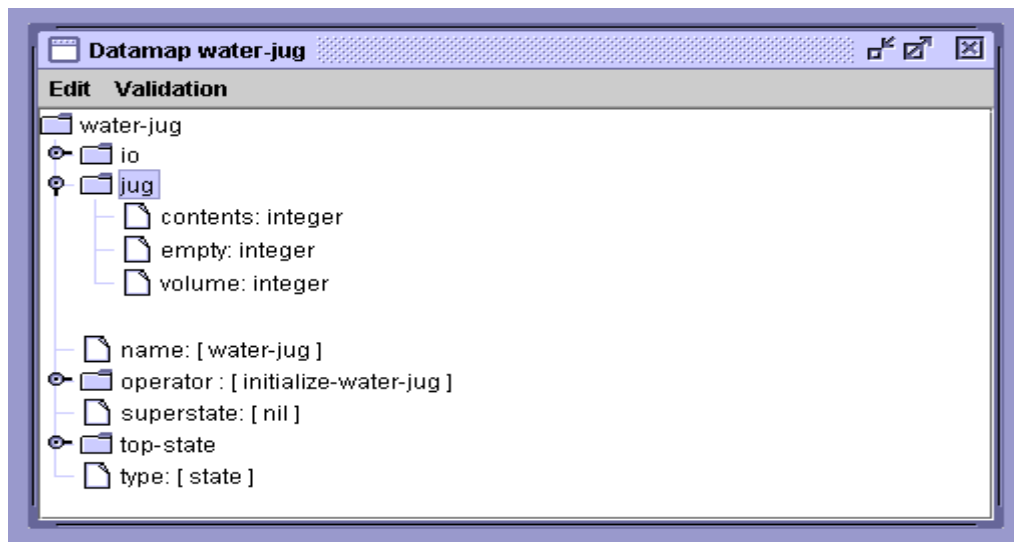 Datamap water-jug
Edit Validation
water-jug
io
jug
contents: integer
empty: integer
volume: integer
name: [ water-jug ]
operator : [ initialize-water-jug ]
superstate: [ nil ]
top-state
type: [ state ]